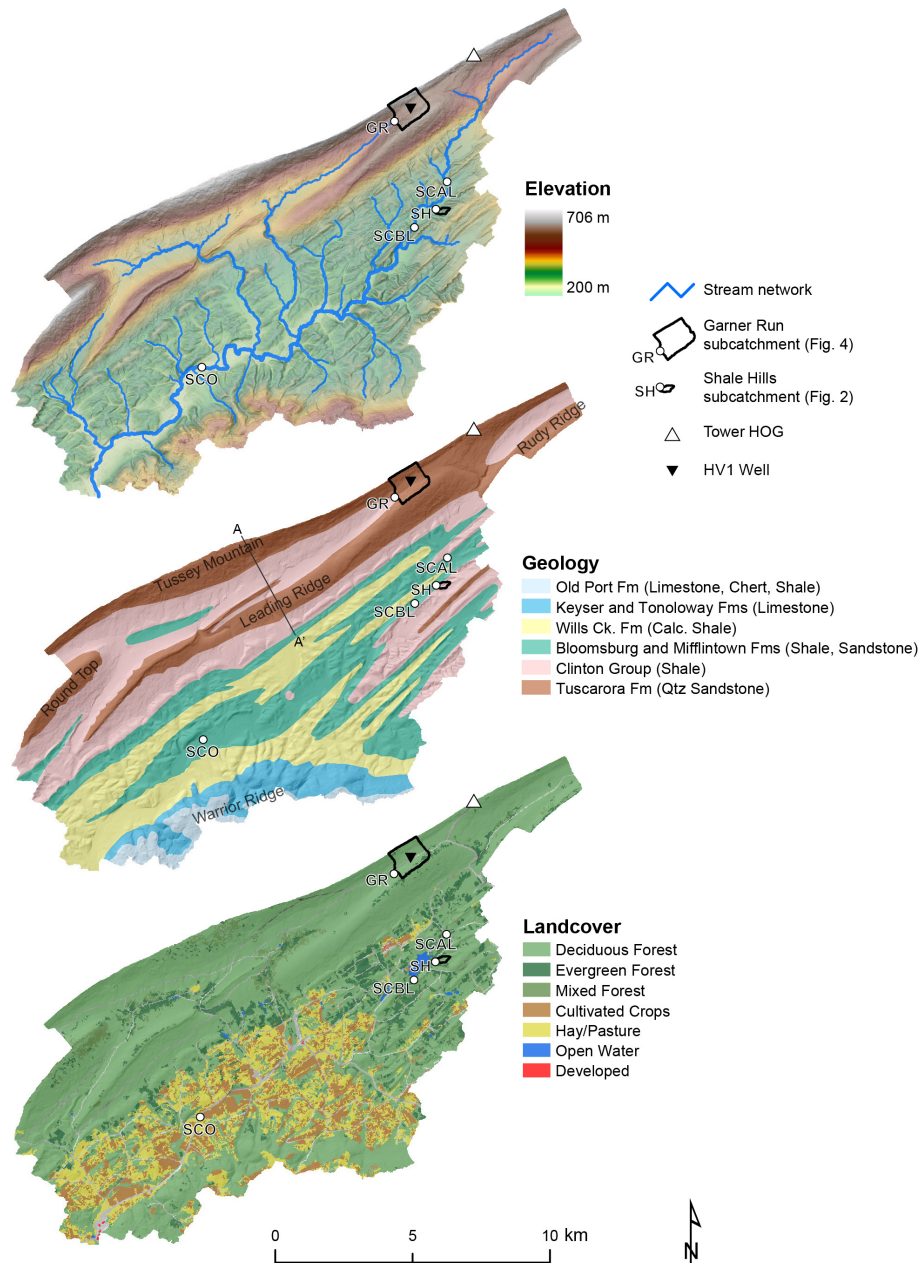 GR
SCAL
SH
SCBL
SCO
Elevation
706 m
200 m
Stream network
GR
Garner Run
subcatchment (Fig. 4)
SH
Shale Hills
subcatchment (Fig. 2)
Tower HOG
HV1 Well
Rudy Ridge
GR
A
Tussey Mountain
SCAL
SH
Leading Ridge
SCBL
A'
Round Top
SCO
Warrior Ridge
Geology
Old Port Fm (Limestone, Chert, Shale)
Keyser and Tonoloway Fms (Limestone)
Wills Ck. Fm (Calc. Shale)
Bloomsburg and Mifflintown Fms (Shale, Sandstone)
Clinton Group (Shale)
Tuscarora Fm (Qtz Sandstone)
GR
SCAL
SH
SCBL
SCO
Landcover
Deciduous Forest
Evergreen Forest
Mixed Forest
Cultivated Crops
Hay/Pasture
Open Water
Developed
0 5 10 km
N